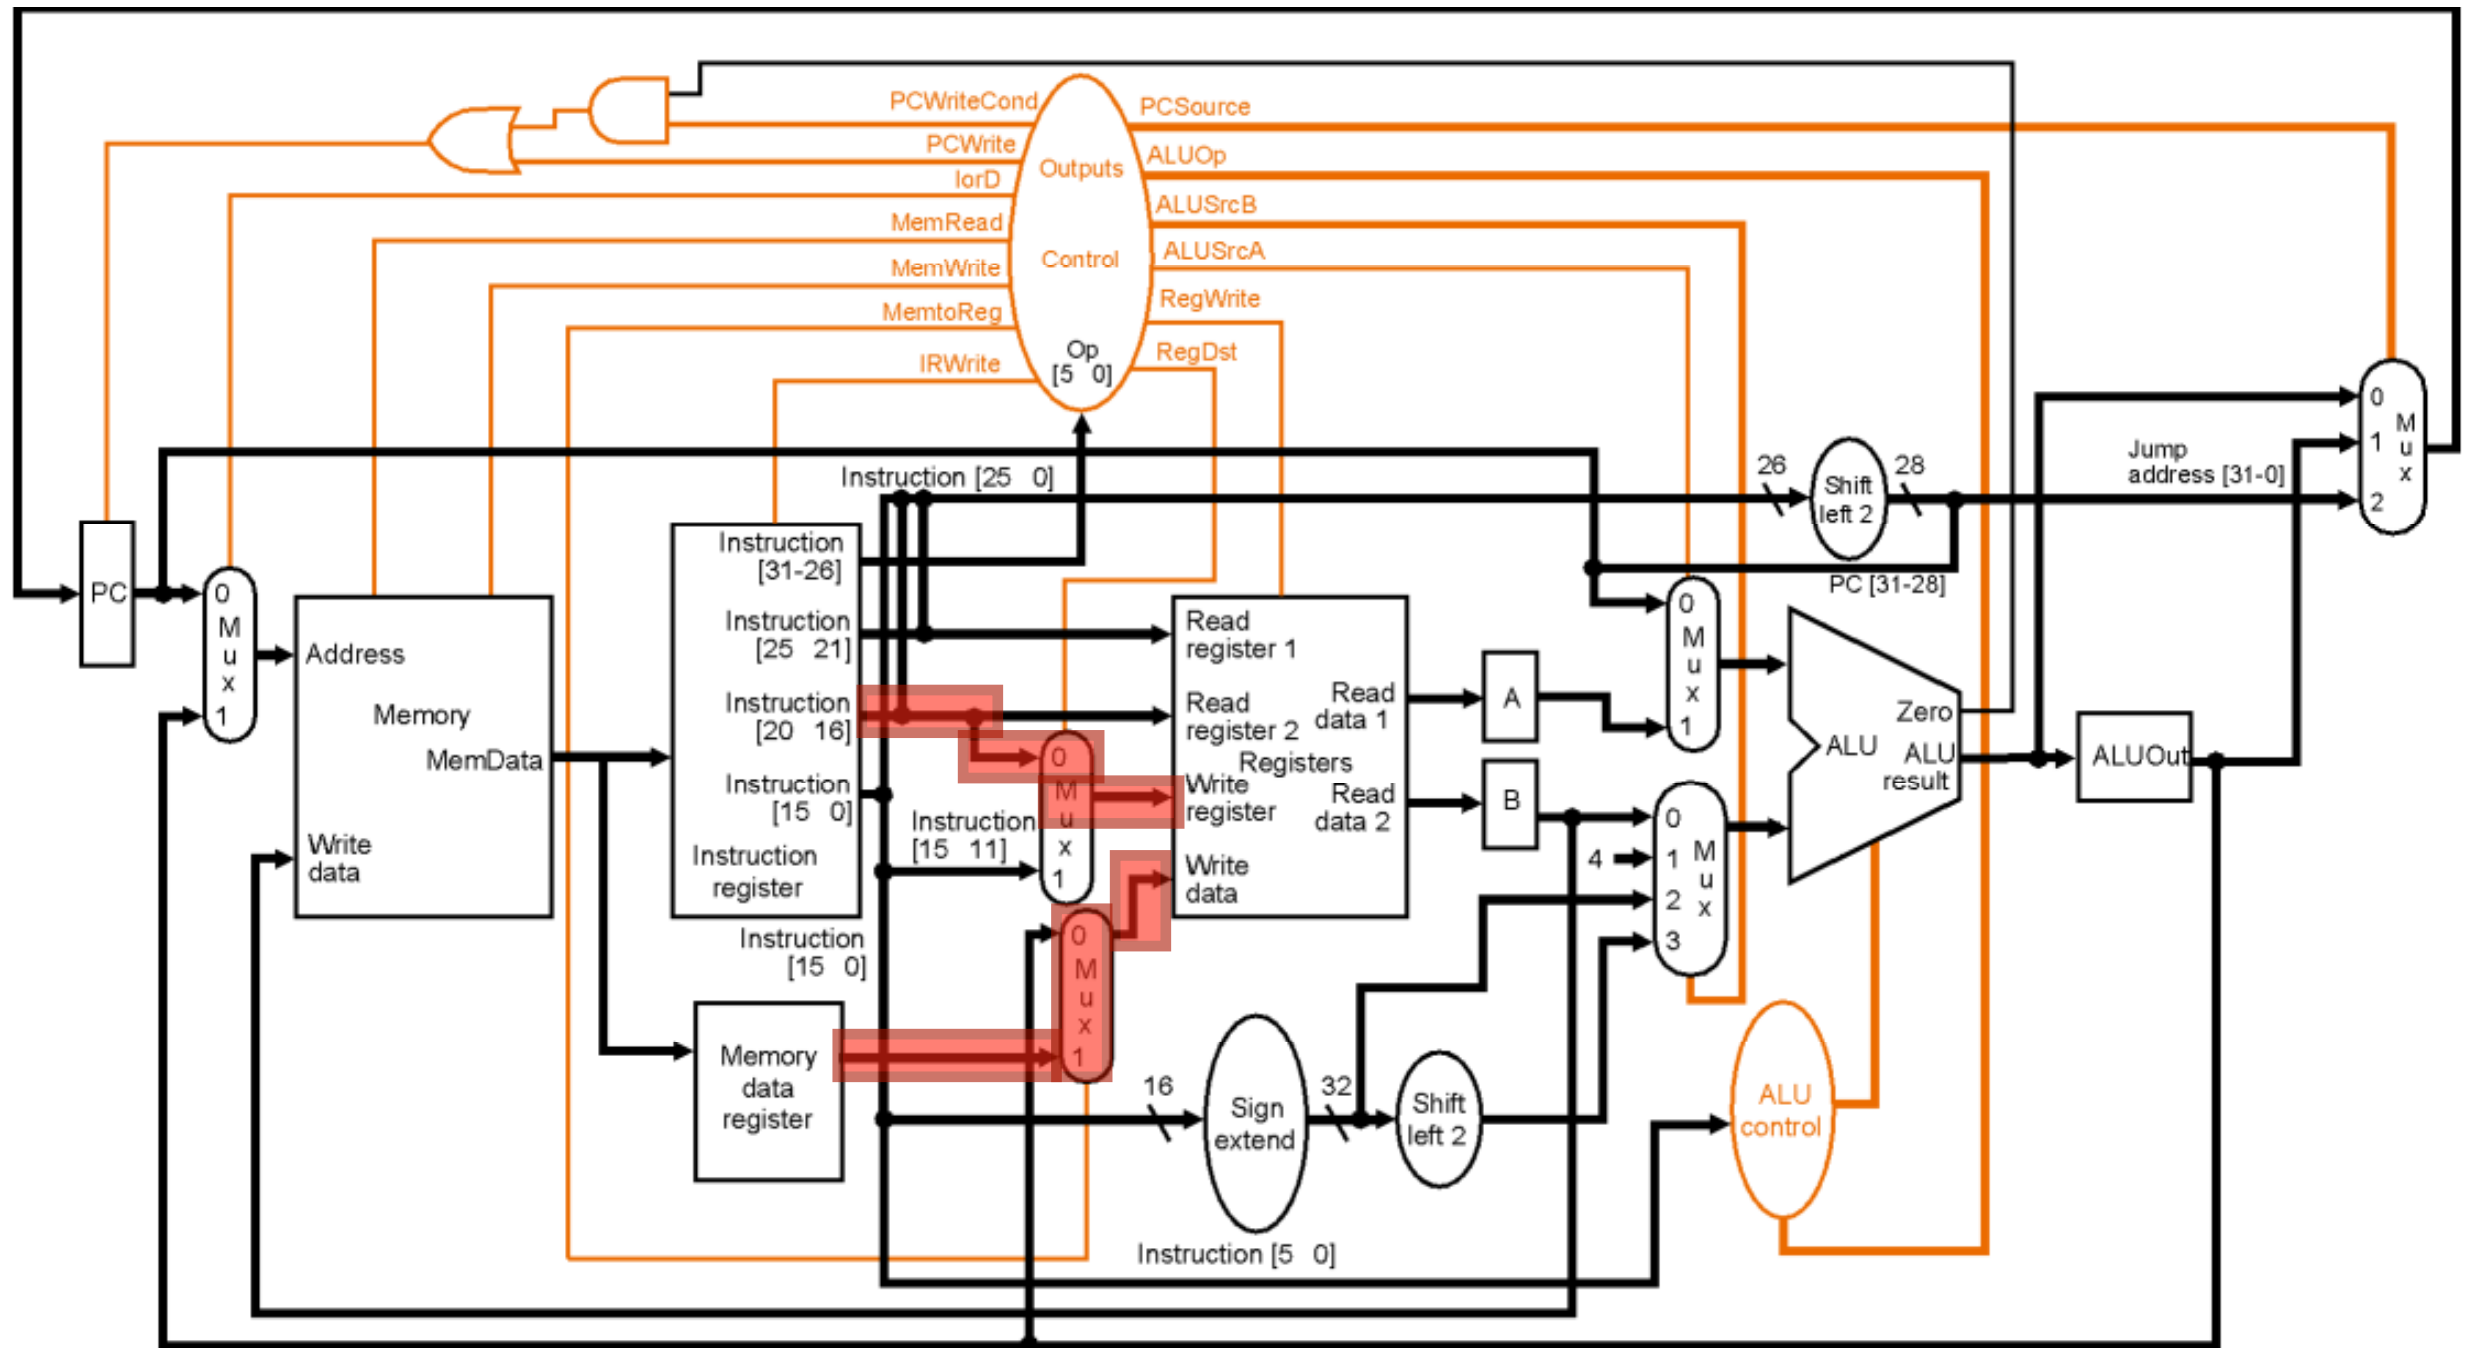 PCWriteCond
PCSource
PCWrite
ALUOp
Outputs
IorD
ALUSrcB
MemRead
ALUSrcA
Control
MemWrite
RegWrite
MemtoReg
Op
[5 0]
RegDst
IRWrite
0
M
u
x
1
2
Jump
address [31-0]
Instruction [25 0]
26
Shift
left 2
28
PC [31-28]
PC
0
M
u
x
1
Address
Memory
MemData
Write
data
Instruction
[31-26]
Instruction
[25 21]
Instruction
[20 16]
Instruction
[15 0]
Instruction
register
Instruction
[15 11]
0
M
u
x
1
Read
register 1
Read
register 2
Registers
Write
register
Write
data
Read
data 1
Read
data 2
A
B
0
M
u
x
1
4
0
1
2
3
M
u
x
Zero
ALU
ALU
result
ALUOut
Instruction
[15 0]
0
M
u
x
1
Memory
data
register
16
Sign
extend
32
Shift
left 2
ALU
control
Instruction [5 0]